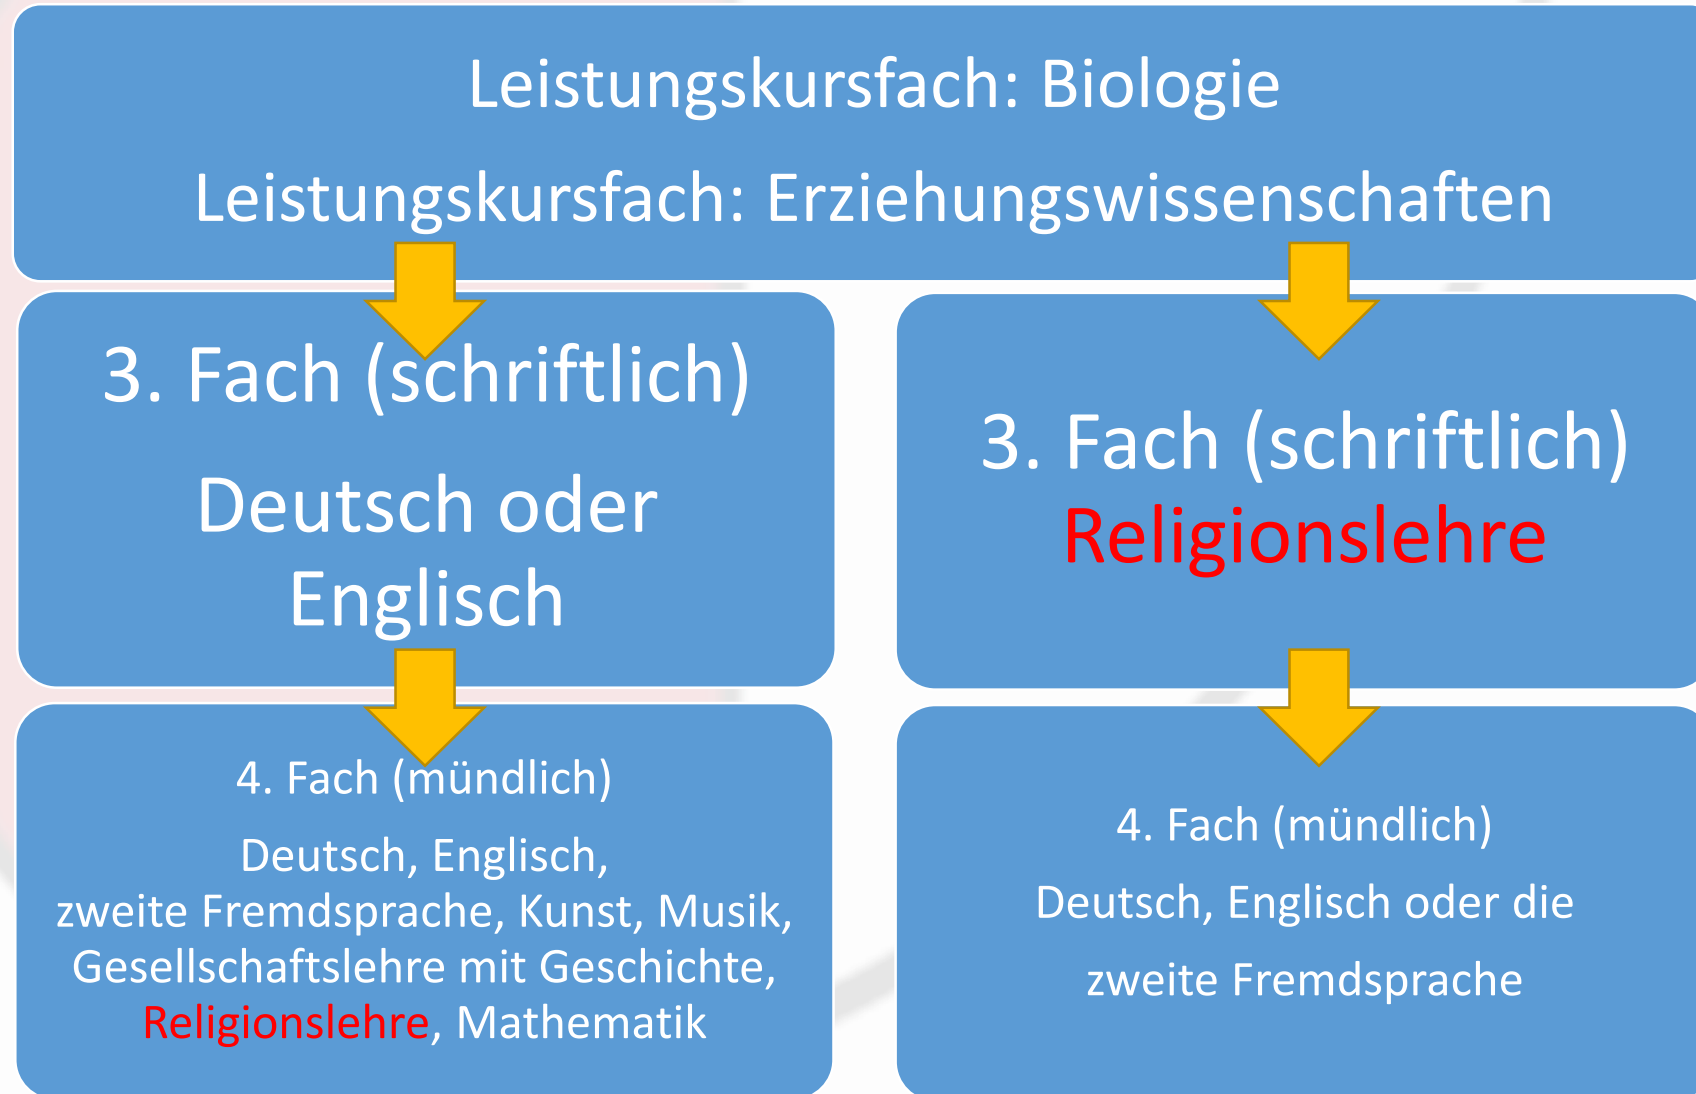 Leistungskursfach: Biologie
Leistungskursfach: Erziehungswissenschaften
3. Fach (schriftlich)
Deutsch oder
Englisch
3. Fach (schriftlich)
Religionslehre
4. Fach (mündlich)
Deutsch, Englisch,
zweite Fremdsprache, Kunst, Musik,
Gesellschaftslehre mit Geschichte,
Religionslehre, Mathematik
4. Fach (mündlich)
Deutsch, Englisch oder die
zweite Fremdsprache